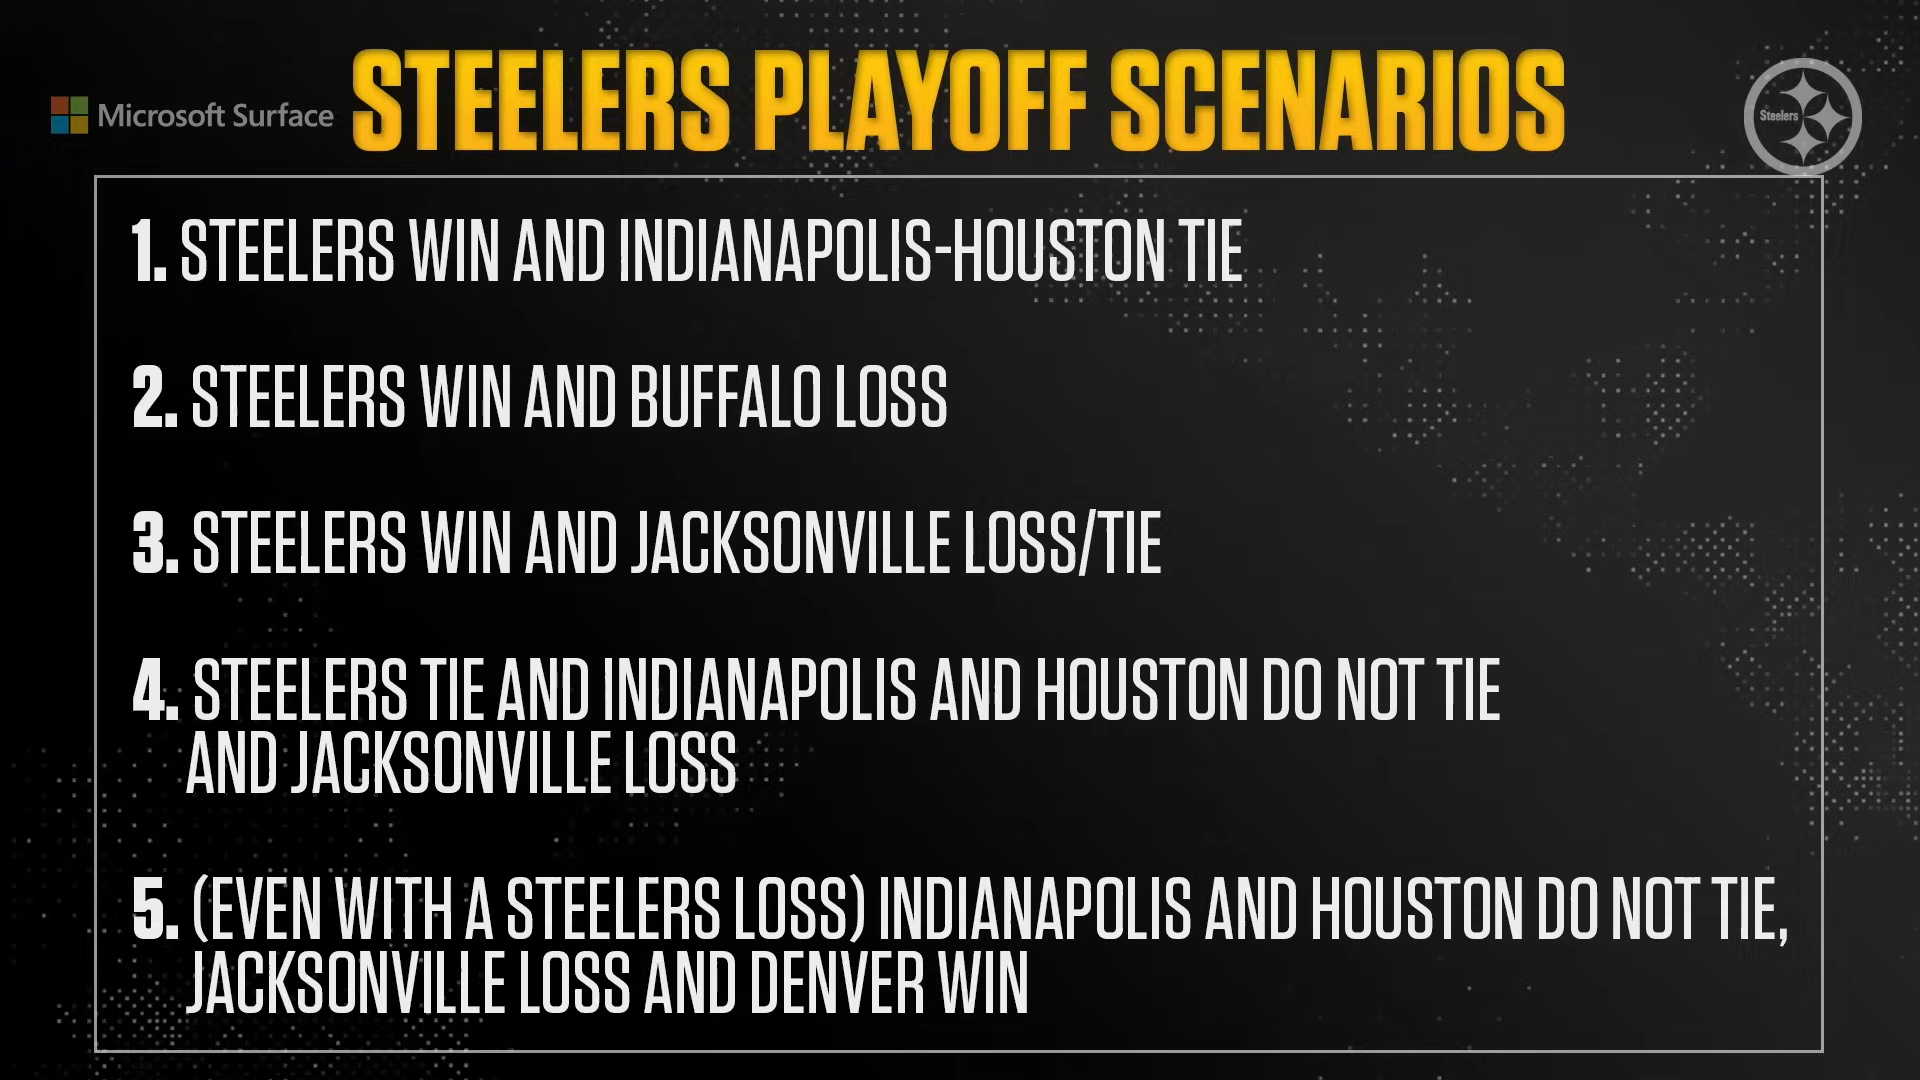 Microsoft Surface
STEELERS PLAYOFF SCENARIOS
Steelers
1. STEELERS WIN AND INDIANAPOLIS-HOUSTON TIE
2. STEELERS WIN AND BUFFALO LOSS
3. STEELERS WIN AND JACKSONVILLE LOSS/TIE
4. STEELERS TIE AND INDIANAPOLIS AND HOUSTON DO NOT TIE
AND JACKSONVILLE LOSS
5. (EVEN WITH A STEELERS LOSS) INDIANAPOLIS AND HOUSTON DO NOT TIE,
JACKSONVILLE LOSS AND DENVER WIN